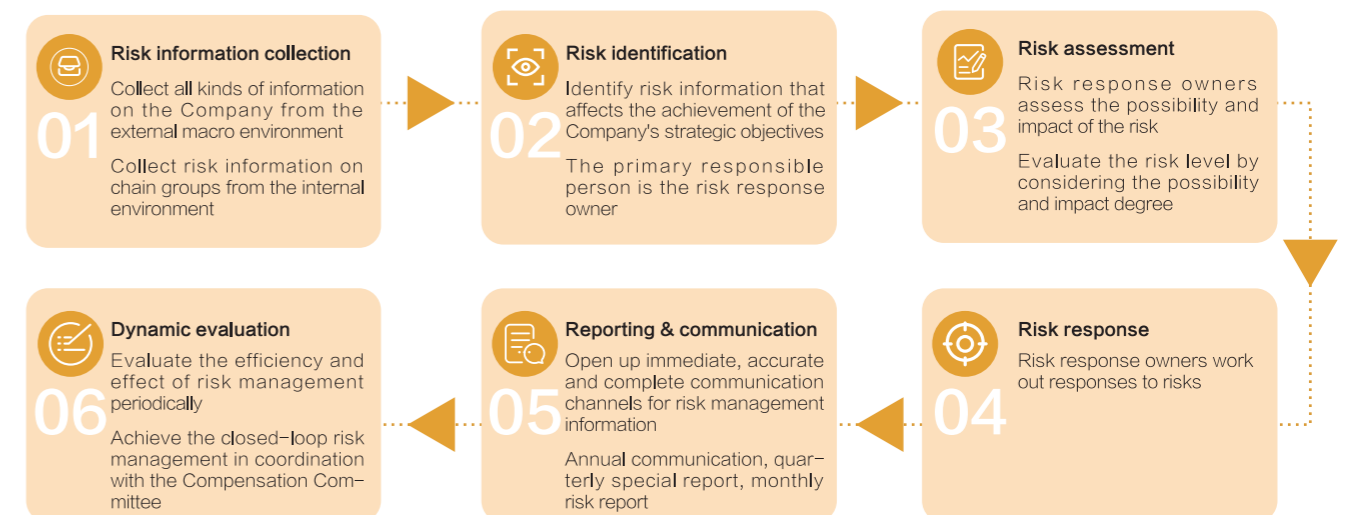 01
Risk information collection
Collect all kinds of information
on the Company from the
external macro environment
Collect risk information on
chain groups from the internal
environment
02
Risk identification
Identify risk information that
affects the achievement of the
Company's strategic objectives
The primary responsible
person is the risk response
owner
03
Risk assessment
Risk response owners
assess the possibility and
impact of the risk
Evaluate the risk level by
considering the possibility
and impact degree
04
Risk response
Risk response owners work
out responses to risks
05
Reporting & communication
Open up immediate, accurate
and complete communication
channels for risk management
information
Annual communication, quar-
terly special report, monthly
risk report
06
Dynamic evaluation
Evaluate the efficiency and
effect of risk management
periodically
Achieve the closed-loop risk
management in coordination
with the Compensation Com-
mittee